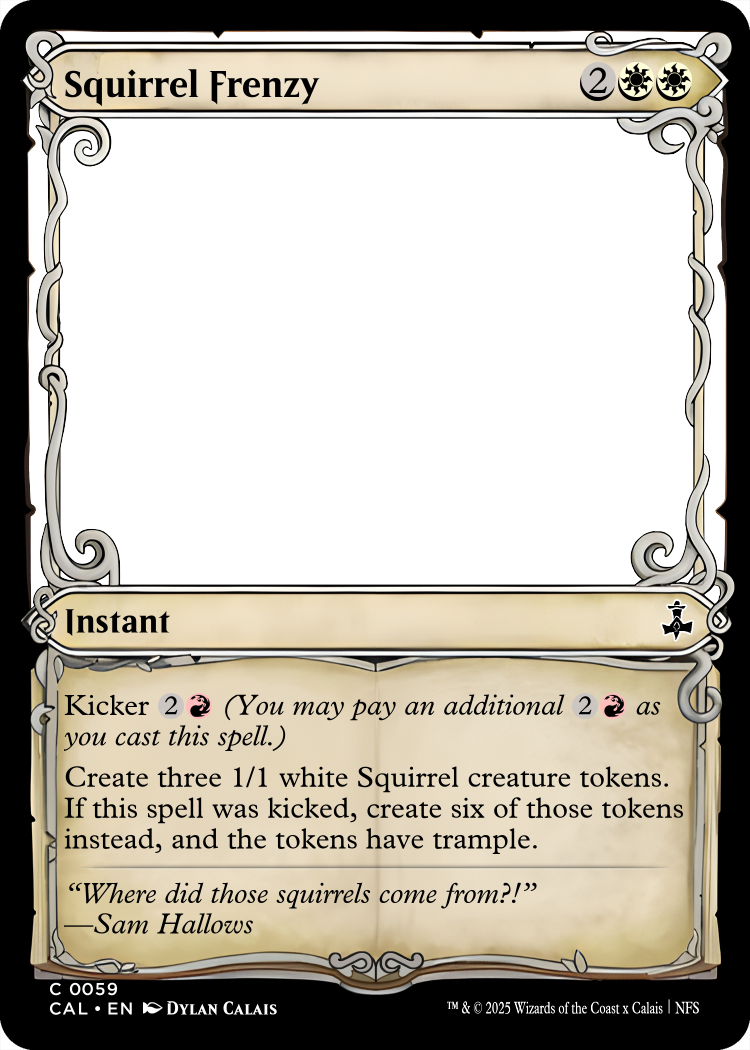 Squirrel Frenzy 2
Instant
Kicker 2 (You may pay an additional 2 as
you cast this spell.)
Create three 1/1 white Squirrel creature tokens.
If this spell was kicked, create six of those tokens
instead, and the tokens have trample.
“Where did those squirrels come from?!”
—Sam Hallows
C 0059
CAL • EN DYLAN CALAIS
™ & © 2025 Wizards of the Coast x Calais | NFS